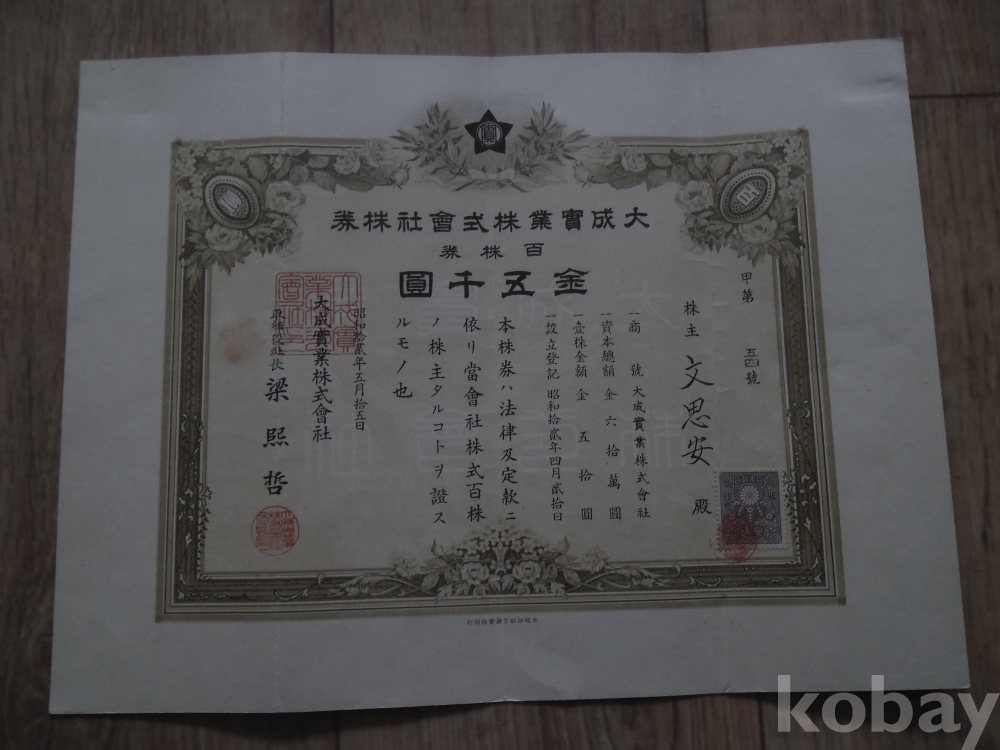 大成實業株式會社株券
百株券
金五千圓
甲第 五四號
株主 文思安 殿
一商號 大成實業株式會社
一資本總額 金六拾萬圓
一壹株金額 金五拾圓
一設立登記 昭和拾貳年四月貳拾日
本株券ハ法律及定款ニ
依リ當會社株式百株
ノ株主タルコトヲ證ス
ルモノ也
昭和拾貳年五月拾五日
大成實業株式會社
取締役社長 梁熙哲
kobay